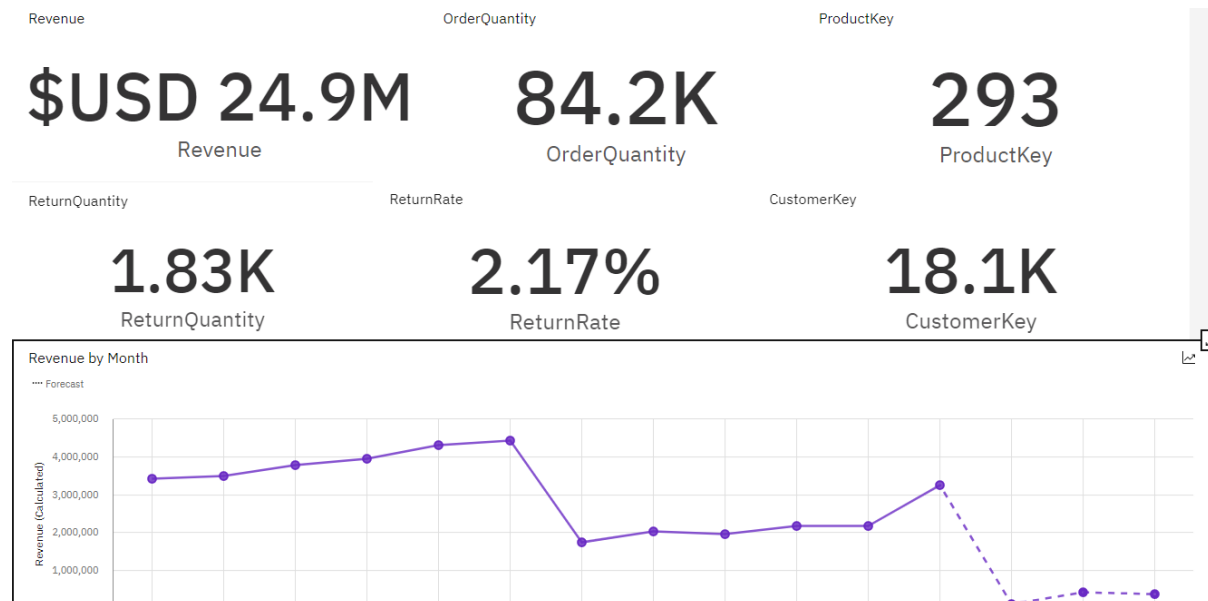 Revenue
OrderQuantity
ProductKey
$USD 24.9M
84.2K
293
Revenue
OrderQuantity
ProductKey
ReturnQuantity
ReturnRate
CustomerKey
1.83K
2.17%
18.1K
ReturnQuantity
ReturnRate
CustomerKey
Revenue by Month
Forecast
Revenue (Calculated)
5,000,000
4,000,000
3,000,000
2,000,000
1,000,000